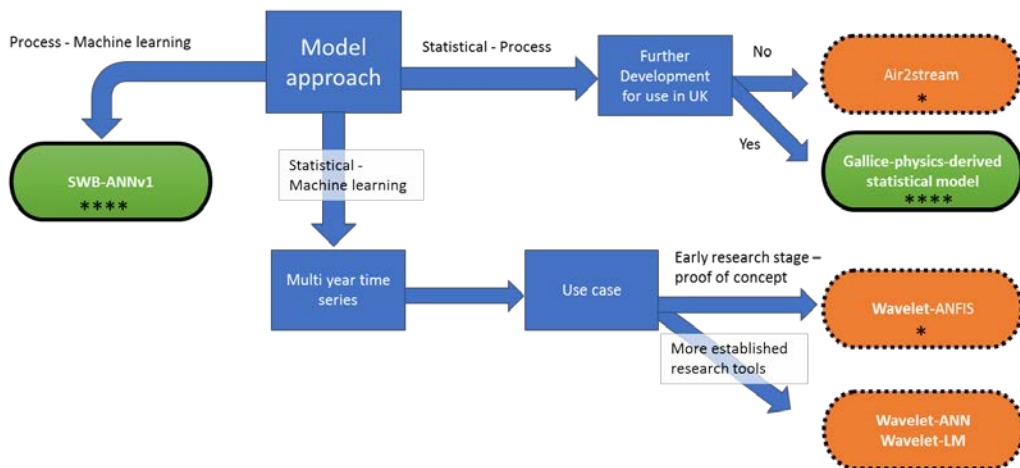 Process - Machine learning
Model
approach
Statistical - Process
Further
Development
for use in UK
No
Air2stream
*
Yes
Gallice-physics-derived
statistical model
****
SWB-ANNv1
****
Statistical -
Machine learning
Multi year time
series
Use case
Early research stage –
proof of concept
Wavelet-ANFIS
*
More established
research tools
Wavelet-ANN
Wavelet-LM